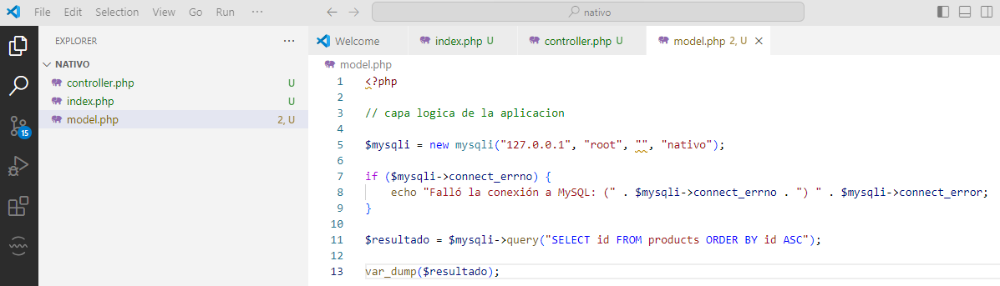 File Edit Selection View Go Run ··· nativo
EXPLORER ···
NATIVO
controller.php U
index.php U
model.php 2, U
15
Welcome index.php U controller.php U model.php 2, U
model.php
1 <?php
2
3 // capa logica de la aplicacion
4
5 $mysqli = new mysqli("127.0.0.1", "root", "", "nativo");
6
7 if ($mysqli->connect_errno) {
8 echo "Falló la conexión a MySQL: (" . $mysqli->connect_errno . ") " . $mysqli->connect_error;
9 }
10
11 $resultado = $mysqli->query("SELECT id FROM products ORDER BY id ASC");
12
13 var_dump($resultado);